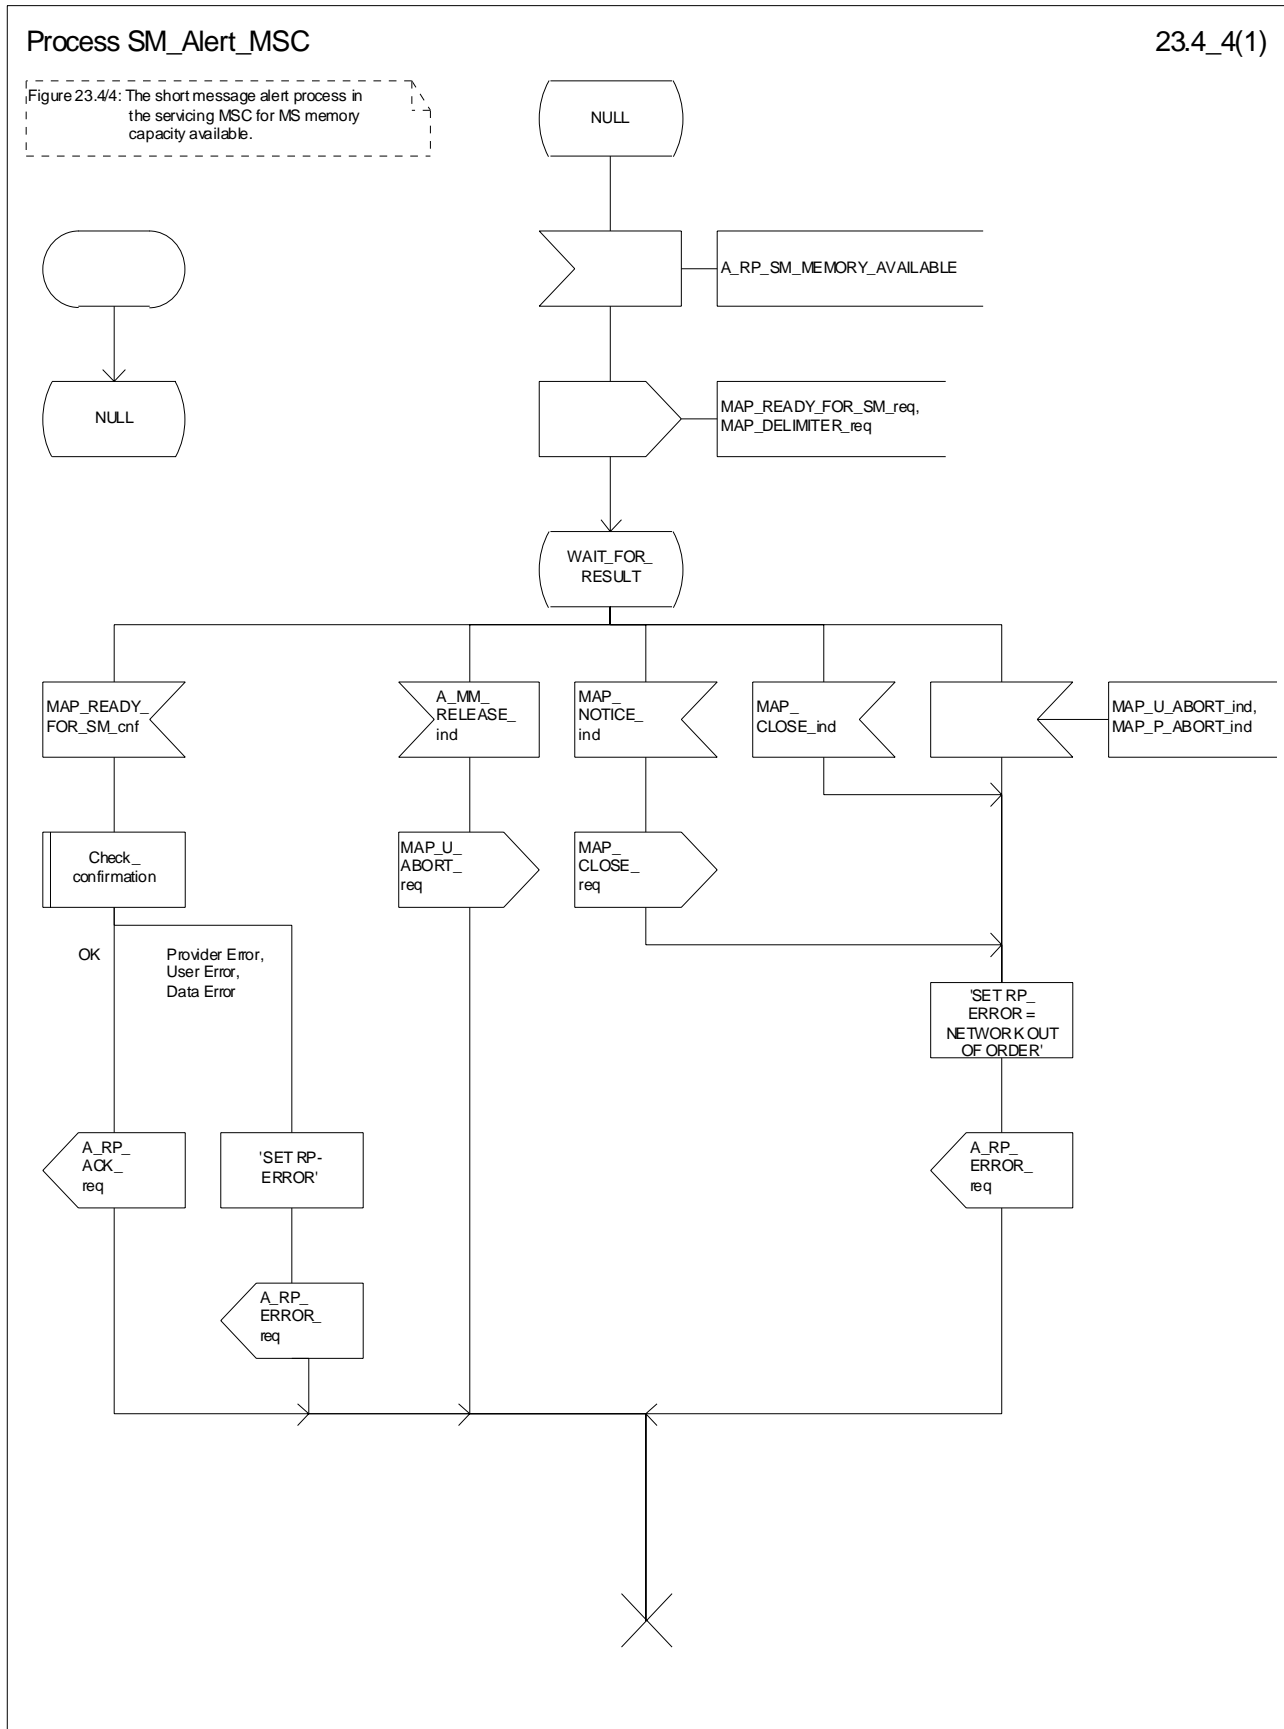 Process SM_Alert_MSC
23.4_4(1)
Figure 23.4/4: The short message alert process in
the servicing MSC for MS memory
capacity available.
NULL
A_RP_SM_MEMORY_AVAILABLE
NULL
MAP_READY_FOR_SM_req,
MAP_DELIMITER_req
WAIT_FOR_
RESULT
MAP_READY_
FOR_SM_cnf
A_MM_
RELEASE_
ind
MAP_
NOTICE_
ind
MAP_
CLOSE_ind
MAP_U_ABORT_ind,
MAP_P_ABORT_ind
Check_
confirmation
MAP_U_
ABORT_
req
MAP_
CLOSE_
req
OK
Provider Error,
User Error,
Data Error
'SET RP_
ERROR =
NETWORK OUT
OF ORDER'
A_RP_
ACK_
req
'SET RP-
ERROR'
A_RP_
ERROR_
req
A_RP_
ERROR_
req